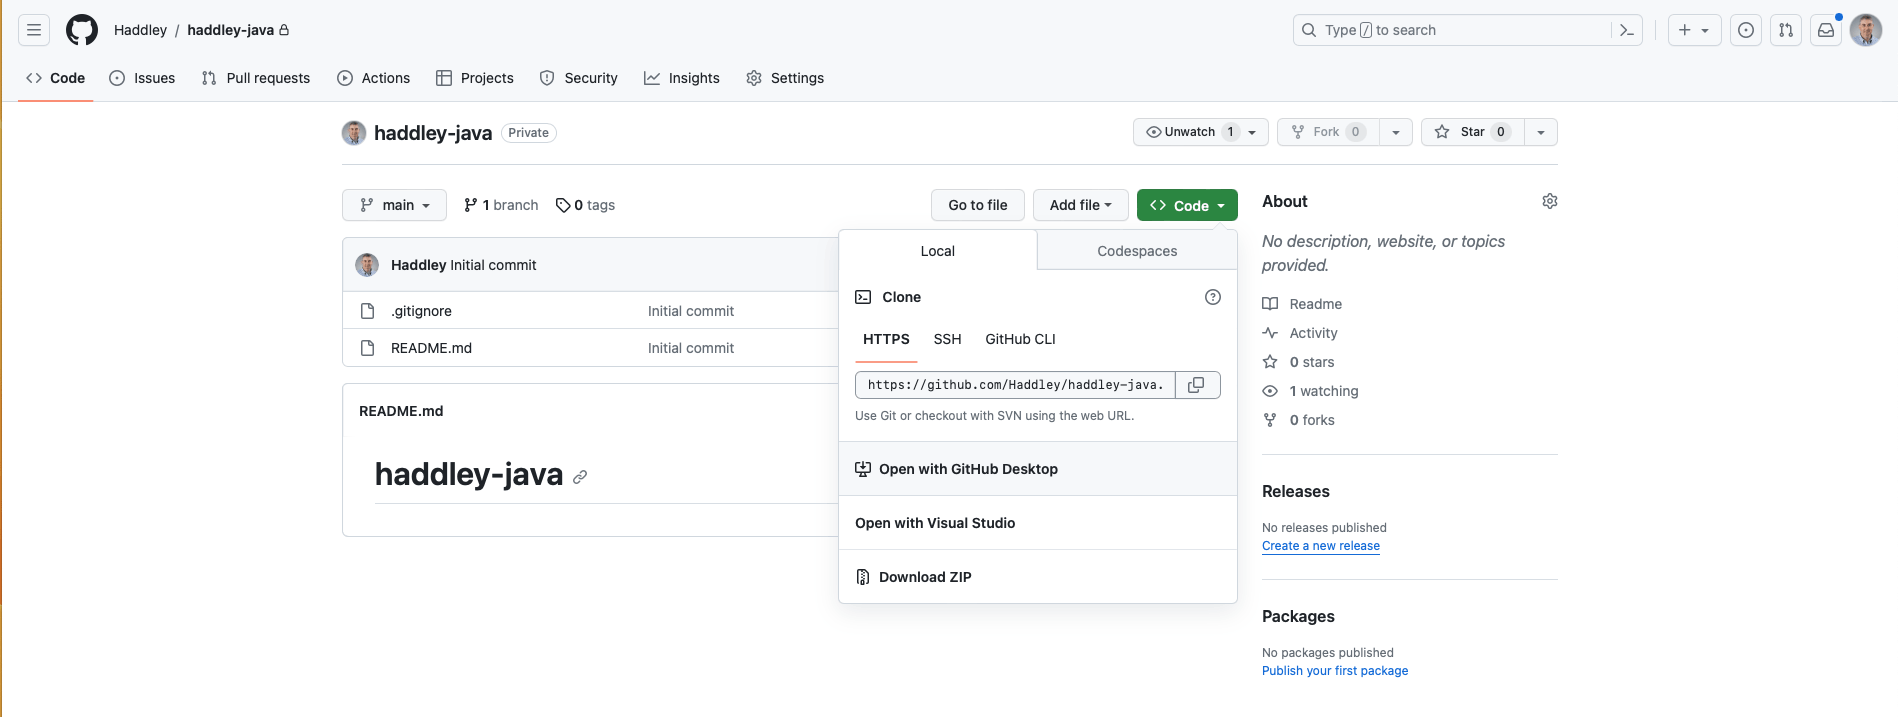 Haddley / haddley-java
Type / to search
Code
Issues
Pull requests
Actions
Projects
Security
Insights
Settings
haddley-java Private
Unwatch 1
Fork 0
Star 0
main
1 branch
0 tags
Go to file
Add file
Code
Haddley Initial commit
.gitignore Initial commit
README.md Initial commit
README.md
haddley-java
Local
Codespaces
Clone
HTTPS
SSH
GitHub CLI
https://github.com/Haddley/haddley-java.
Use Git or checkout with SVN using the web URL.
Open with GitHub Desktop
Open with Visual Studio
Download ZIP
About
No description, website, or topics
provided.
Readme
Activity
0 stars
1 watching
0 forks
Releases
No releases published
Create a new release
Packages
No packages published
Publish your first package